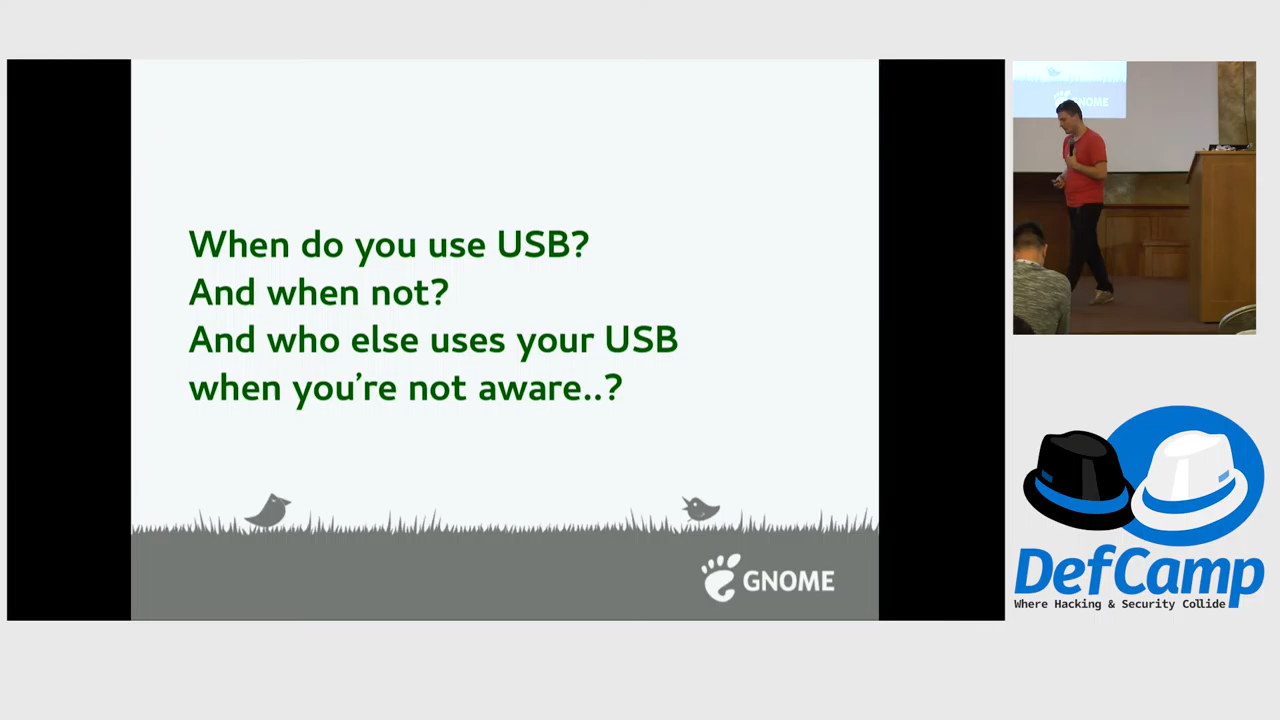 When do you use USB?
And when not?
And who else uses your USB
when you're not aware..?
GNOME
GNOME
DefCamp
Where Hacking & Security Collide